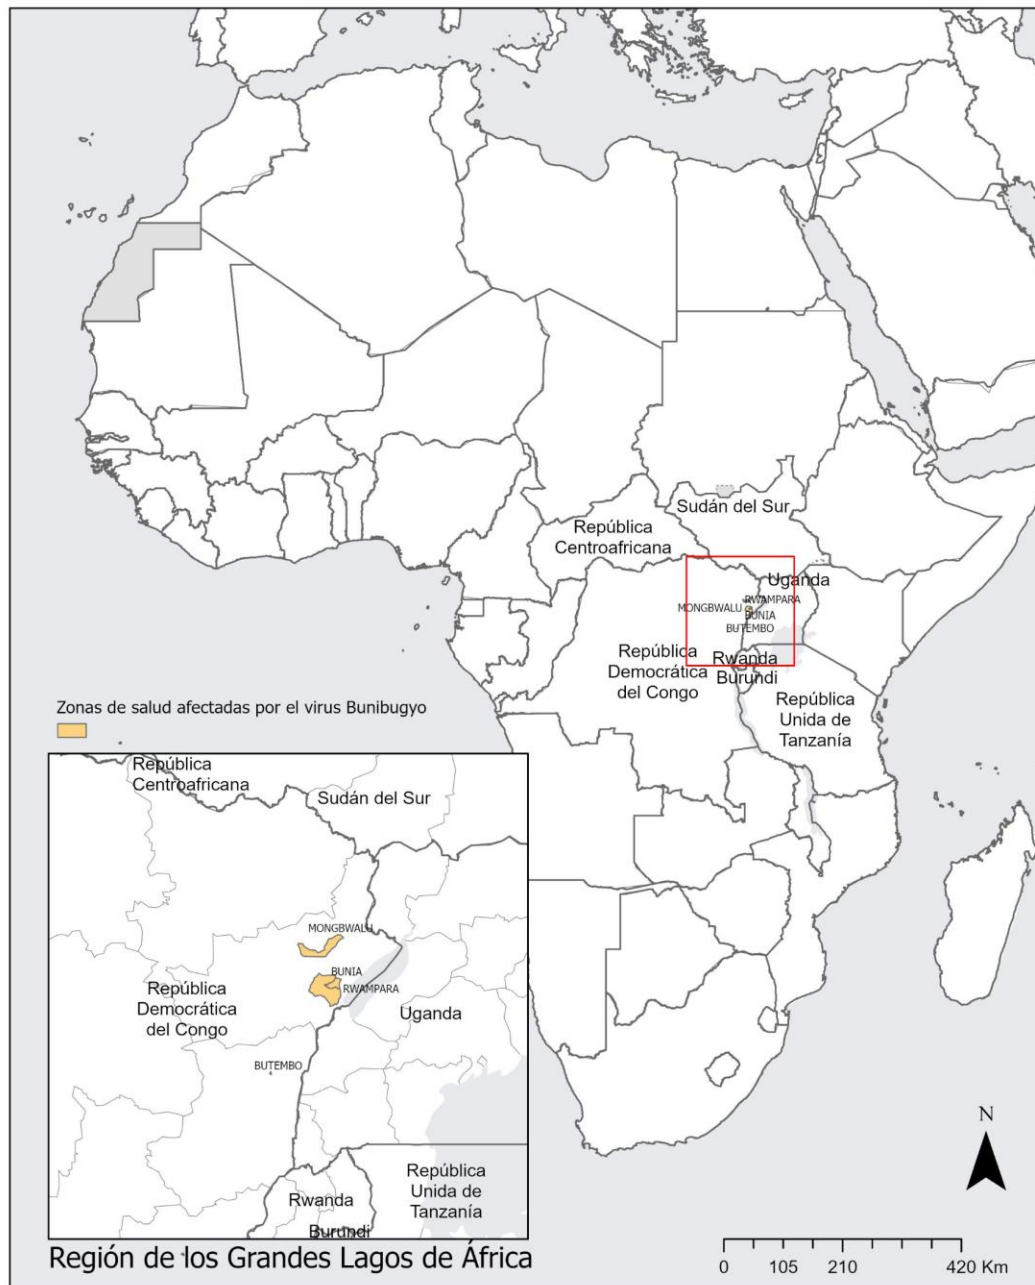 Sudán del Sur
República
Centroafricana
Uganda
RWAMPARA
MONGBWALU
BUNIA
BUTEMBO
República
Democrática
del Congo
Rwanda
Burundi
República
Unida de
Tanzanía
Zonas de salud afectadas por el virus Bunibugyo
República
Centroafricana
Sudán del Sur
MONGBWALU
BUNIA
RWAMPARA
República
Democrática
del Congo
Uganda
BUTEMBO
República
Unida de
Tanzanía
Rwanda
Burundi
Región de los Grandes Lagos de África
N
0 105 210 420 Km